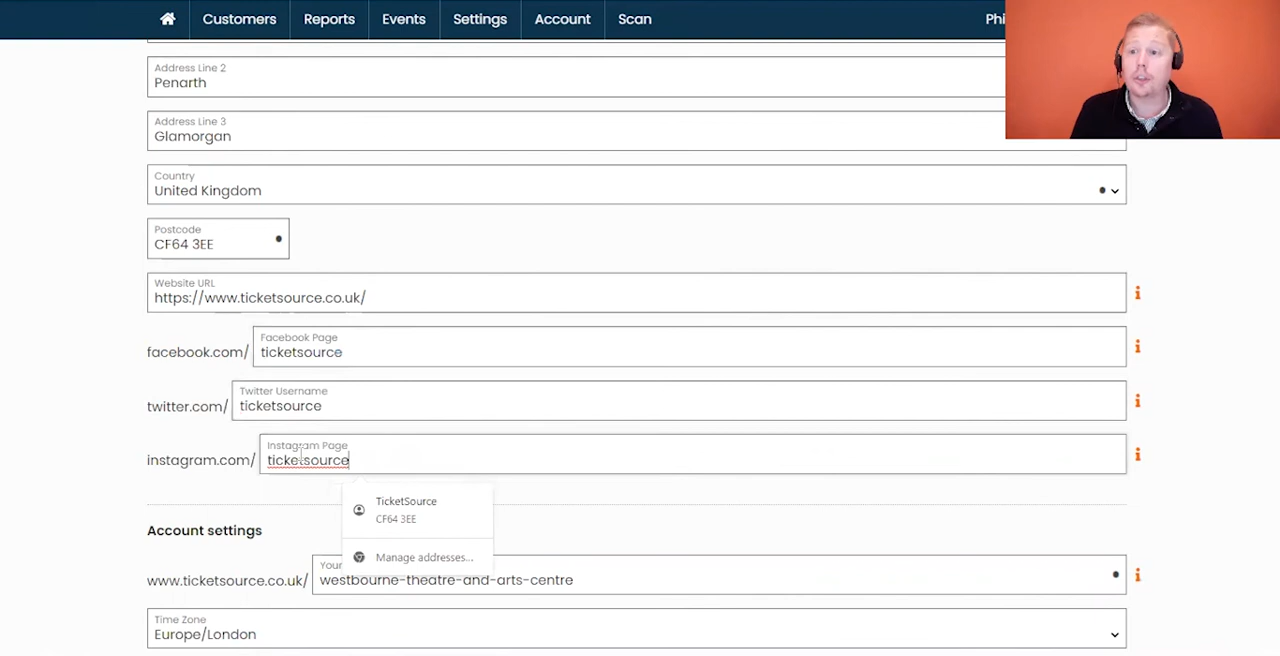 Customers Reports Events Settings Account Scan Phi
Address Line 2
Penarth
Address Line 3
Glamorgan
Country
United Kingdom
Postcode
CF64 3EE
Website URL
https://www.ticketsource.co.uk/
Facebook Page
facebook.com/ ticketsource
Twitter Username
twitter.com/ ticketsource
Instagram Page
instagram.com/ ticketsource
TicketSource
CF64 3EE
Account settings
Manage addresses...
Your
www.ticketsource.co.uk/ westbourne-theatre-and-arts-centre
Time Zone
Europe/London